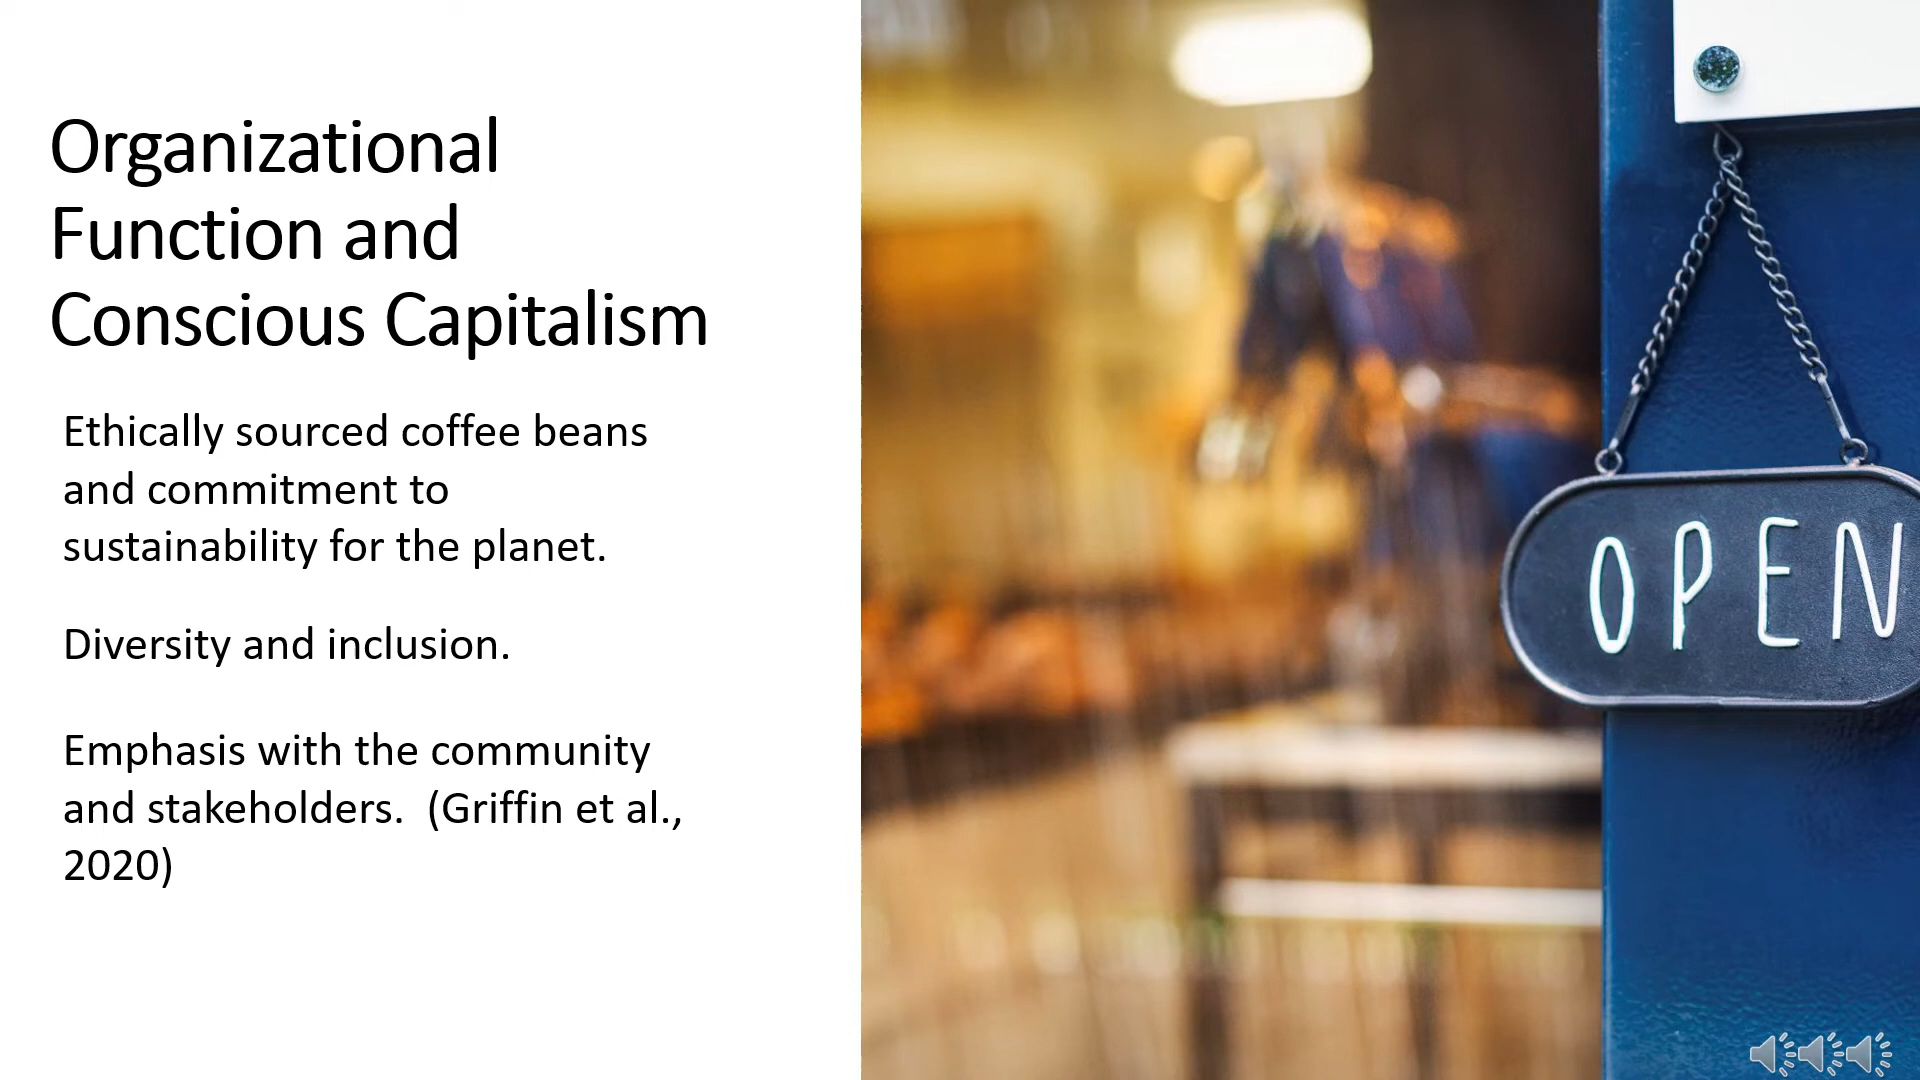 Organizational
Function and
Conscious Capitalism
Ethically sourced coffee beans
and commitment to
sustainability for the planet.
Diversity and inclusion.
Emphasis with the community
and stakeholders.  (Griffin et al.,
2020)
OPEN